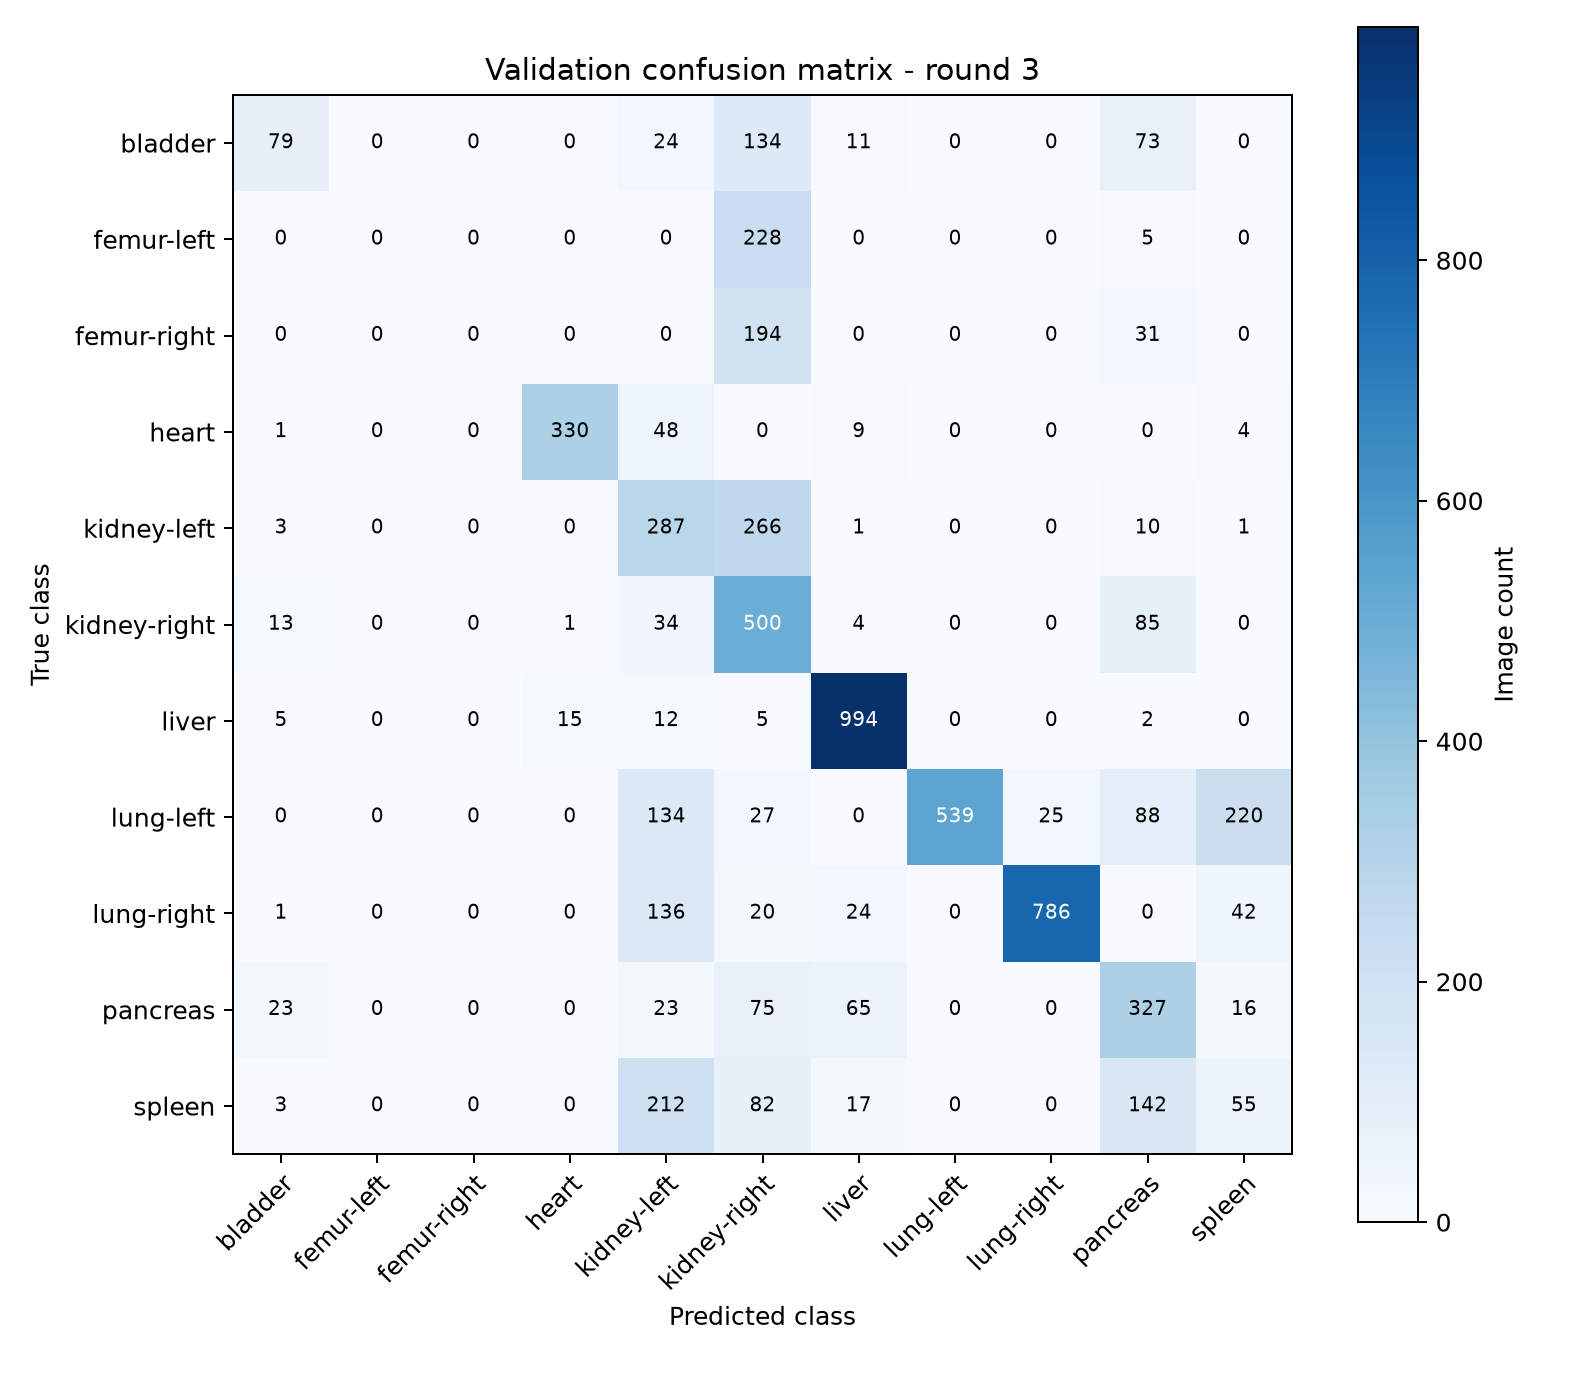 Validation confusion matrix - round 3
True class
bladder 79 0 0 0 24 134 11 0 0 73 0
femur-left 0 0 0 0 0 228 0 0 0 5 0
femur-right 0 0 0 0 0 194 0 0 0 31 0
heart 1 0 0 330 48 0 9 0 0 0 4
kidney-left 3 0 0 0 287 266 1 0 0 10 1
kidney-right 13 0 0 1 34 500 4 0 0 85 0
liver 5 0 0 15 12 5 994 0 0 2 0
lung-left 0 0 0 0 134 27 0 539 25 88 220
lung-right 1 0 0 0 136 20 24 0 786 0 42
pancreas 23 0 0 0 23 75 65 0 0 327 16
spleen 3 0 0 0 212 82 17 0 0 142 55
bladder femur-left femur-right heart kidney-left kidney-right liver lung-left lung-right pancreas spleen
Predicted class
800
600
400
200
0
Image count